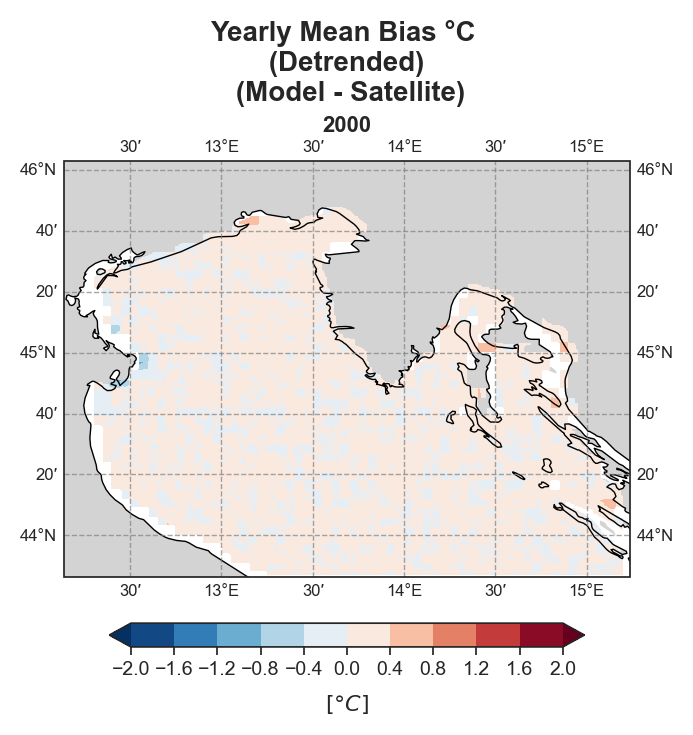 Yearly Mean Bias °C
(Detrended)
(Model - Satellite)
2000
30′ 13°E 30′ 14°E 30′ 15°E
46°N 46°N
40′ 40′
20′ 20′
45°N 45°N
40′ 40′
20′ 20′
44°N 44°N
30′ 13°E 30′ 14°E 30′ 15°E
−2.0 −1.6 −1.2 −0.8 −0.4 0.0 0.4 0.8 1.2 1.6 2.0
[°C]